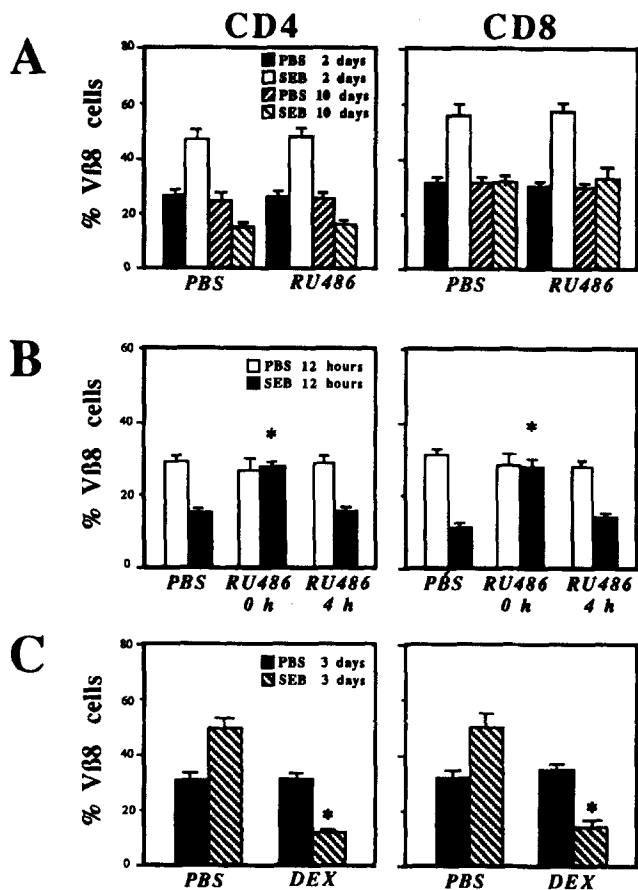 CD4
CD8
A
80
60
40
20
0
% Vβ8 cells
PBS 2 days
SEB 2 days
PBS 10 days
SEB 10 days
PBS
RU486
PBS
RU486
B
60
40
20
0
% Vβ8 cells
PBS 12 hours
SEB 12 hours
*
*
PBS
RU486
0 h
RU486
4 h
PBS
RU486
0 h
RU486
4 h
C
80
60
40
20
0
% Vβ8 cells
PBS 3 days
SEB 3 days
*
*
PBS
DEX
PBS
DEX